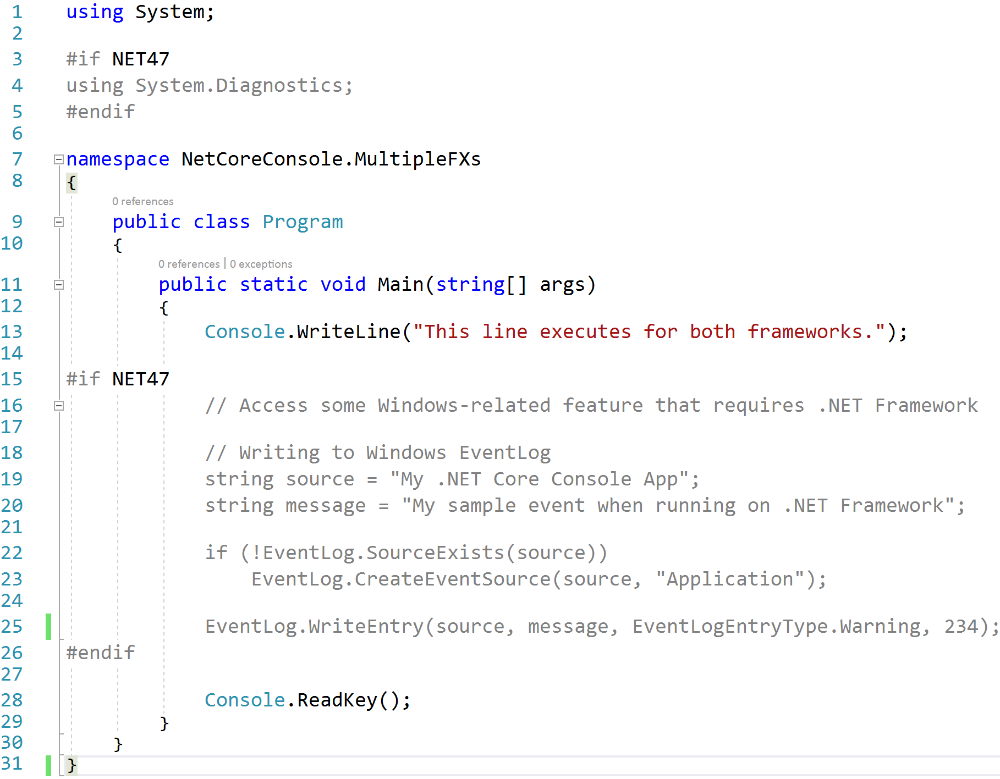 1 using System;
2
3 #if NET47
4 using System.Diagnostics;
5 #endif
6
7 namespace NetCoreConsole.MultipleFXs
8 {
0 references
9 public class Program
10 {
0 references | 0 exceptions
11 public static void Main(string[] args)
12 {
13 Console.WriteLine("This line executes for both frameworks.");
14
15 #if NET47
16 // Access some Windows-related feature that requires .NET Framework
17
18 // Writing to Windows EventLog
19 string source = "My .NET Core Console App";
20 string message = "My sample event when running on .NET Framework";
21
22 if (!EventLog.SourceExists(source))
23 EventLog.CreateEventSource(source, "Application");
24
25 EventLog.WriteEntry(source, message, EventLogEntryType.Warning, 234);
26 #endif
27
28 Console.ReadKey();
29 }
30 }
31 }